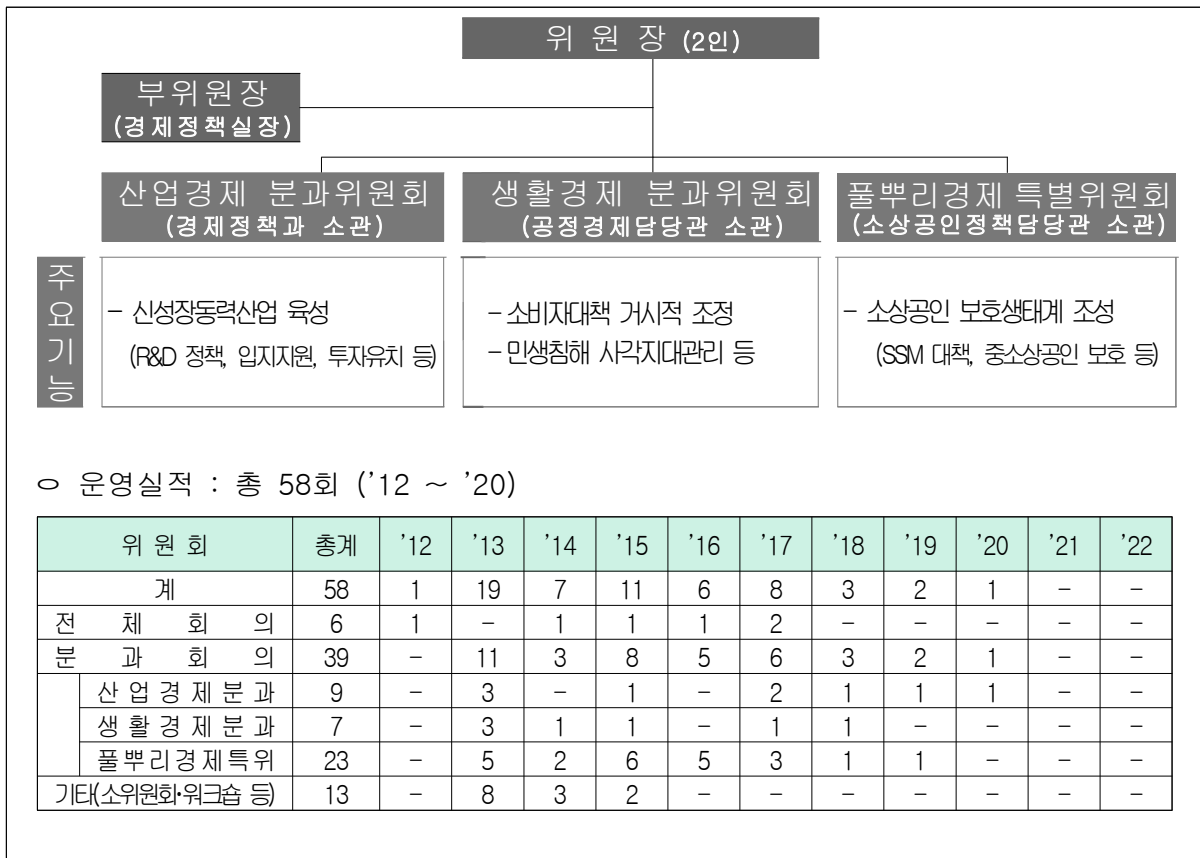 위 원 장 (2인)
부위원장
(경제정책실장)
산업경제 분과위원회
(경제정책과 소관)
생활경제 분과위원회
(공정경제담당관 소관)
풀뿌리경제 특별위원회
(소상공인정책담당관 소관)
주요기능
- 신성장동력산업 육성
(R&D 정책, 입지지원, 투자유치 등)
- 소비자대책 거시적 조정
- 민생침해 사각지대관리 등
- 소상공인 보호생태계 조성
(SSM 대책, 중소상공인 보호 등)
ㅇ 운영실적 : 총 58회 (’12 ~ ’20)
위 원 회 총계 ’12 ’13 ’14 ’15 ’16 ’17 ’18 ’19 ’20 ’21 ’22
계 58 1 19 7 11 6 8 3 2 1 - -
전 체 회 의 6 1 - 1 1 1 2 - - - - -
분 과 회 의 39 - 11 3 8 5 6 3 2 1 - -
산업경제분과 9 - 3 - 1 - 2 1 1 1 - -
생활경제분과 7 - 3 1 1 - 1 1 - - - -
풀뿌리경제특위 23 - 5 2 6 5 3 1 1 - - -
기타(소위원회·워크숍 등) 13 - 8 3 2 - - - - - - -